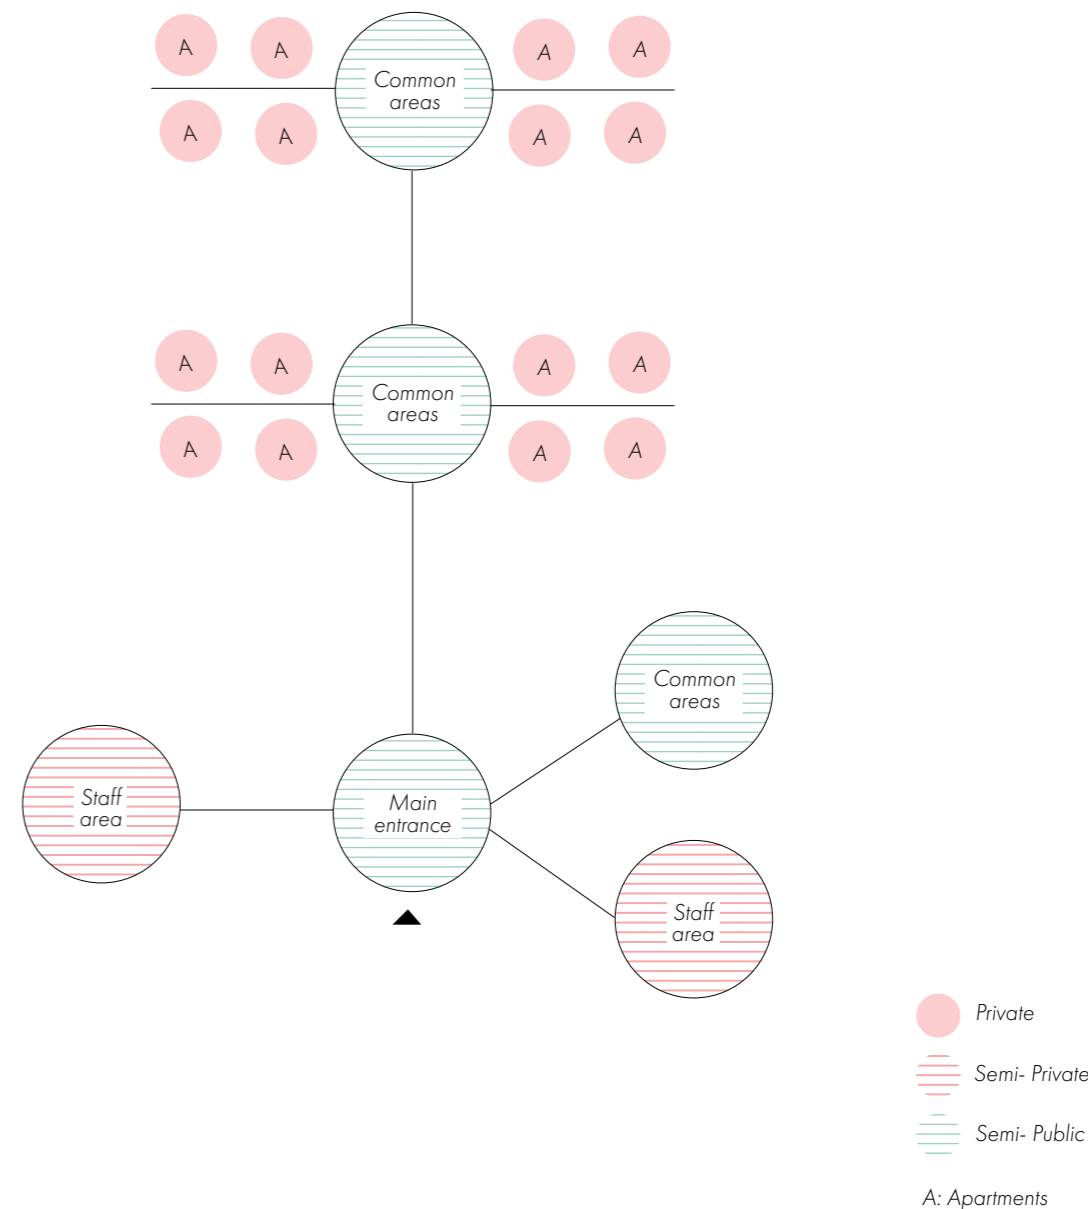 A A A A
Common
areas
A A A A
A A A A
Common
areas
A A A A
Common
areas
Staff
area
Main
entrance
Staff
area
Private
Semi- Private
Semi- Public
A: Apartments